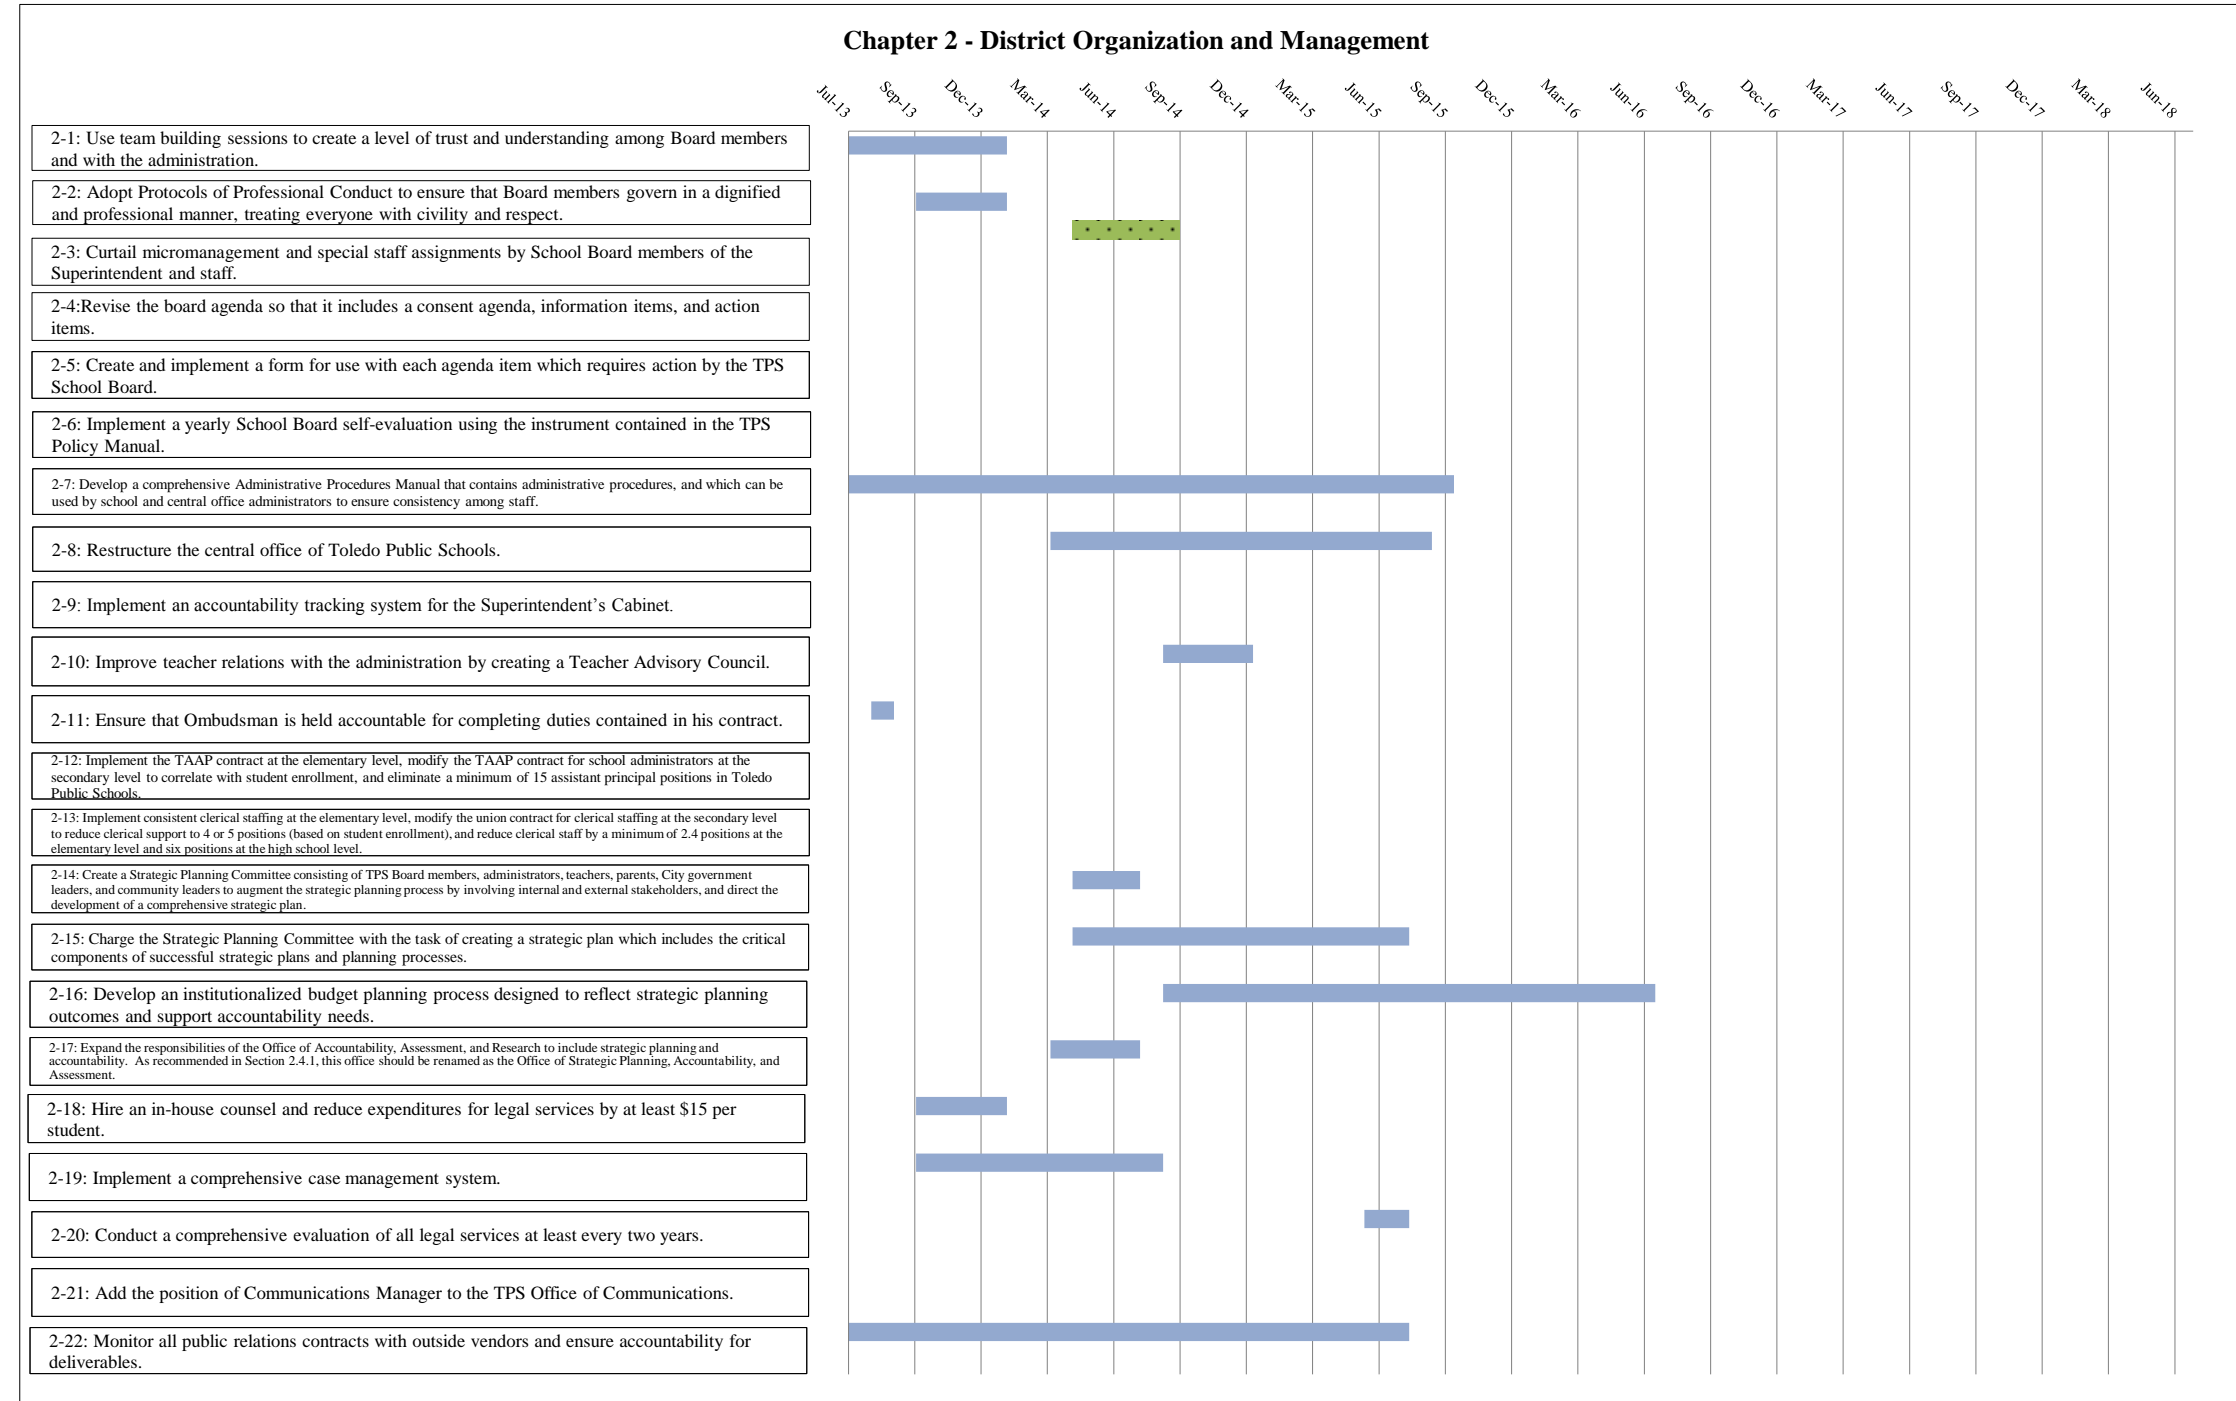 Chapter 2 - District Organization and Management
Jul-13
Sep-13
Dec-13
Mar-14
Jun-14
Sep-14
Dec-14
Mar-15
Jun-15
Sep-15
Dec-15
Mar-16
Jun-16
Sep-16
Dec-16
Mar-17
Jun-17
Sep-17
Dec-17
Mar-18
Jun-18
2-1: Use team building sessions to create a level of trust and understanding among Board members
and with the administration.
2-2: Adopt Protocols of Professional Conduct to ensure that Board members govern in a dignified
and professional manner, treating everyone with civility and respect.
2-3: Curtail micromanagement and special staff assignments by School Board members of the
Superintendent and staff.
2-4:Revise the board agenda so that it includes a consent agenda, information items, and action
items.
2-5: Create and implement a form for use with each agenda item which requires action by the TPS
School Board.
2-6: Implement a yearly School Board self-evaluation using the instrument contained in the TPS
Policy Manual.
2-7: Develop a comprehensive Administrative Procedures Manual that contains administrative procedures, and which can be
used by school and central office administrators to ensure consistency among staff.
2-8: Restructure the central office of Toledo Public Schools.
2-9: Implement an accountability tracking system for the Superintendent’s Cabinet.
2-10: Improve teacher relations with the administration by creating a Teacher Advisory Council.
2-11: Ensure that Ombudsman is held accountable for completing duties contained in his contract.
2-12: Implement the TAAP contract at the elementary level, modify the TAAP contract for school administrators at the
secondary level to correlate with student enrollment, and eliminate a minimum of 15 assistant principal positions in Toledo
Public Schools.
2-13: Implement consistent clerical staffing at the elementary level, modify the union contract for clerical staffing at the secondary level
to reduce clerical support to 4 or 5 positions (based on student enrollment), and reduce clerical staff by a minimum of 2.4 positions at the
elementary level and six positions at the high school level.
2-14: Create a Strategic Planning Committee consisting of TPS Board members, administrators, teachers, parents, City government
leaders, and community leaders to augment the strategic planning process by involving internal and external stakeholders, and direct the
development of a comprehensive strategic plan.
2-15: Charge the Strategic Planning Committee with the task of creating a strategic plan which includes the critical
components of successful strategic plans and planning processes.
2-16: Develop an institutionalized budget planning process designed to reflect strategic planning
outcomes and support accountability needs.
2-17: Expand the responsibilities of the Office of Accountability, Assessment, and Research to include strategic planning and
accountability.  As recommended in Section 2.4.1, this office should be renamed as the Office of Strategic Planning, Accountability, and
Assessment.
2-18: Hire an in-house counsel and reduce expenditures for legal services by at least $15 per
student.
2-19: Implement a comprehensive case management system.
2-20: Conduct a comprehensive evaluation of all legal services at least every two years.
2-21: Add the position of Communications Manager to the TPS Office of Communications.
2-22: Monitor all public relations contracts with outside vendors and ensure accountability for
deliverables.